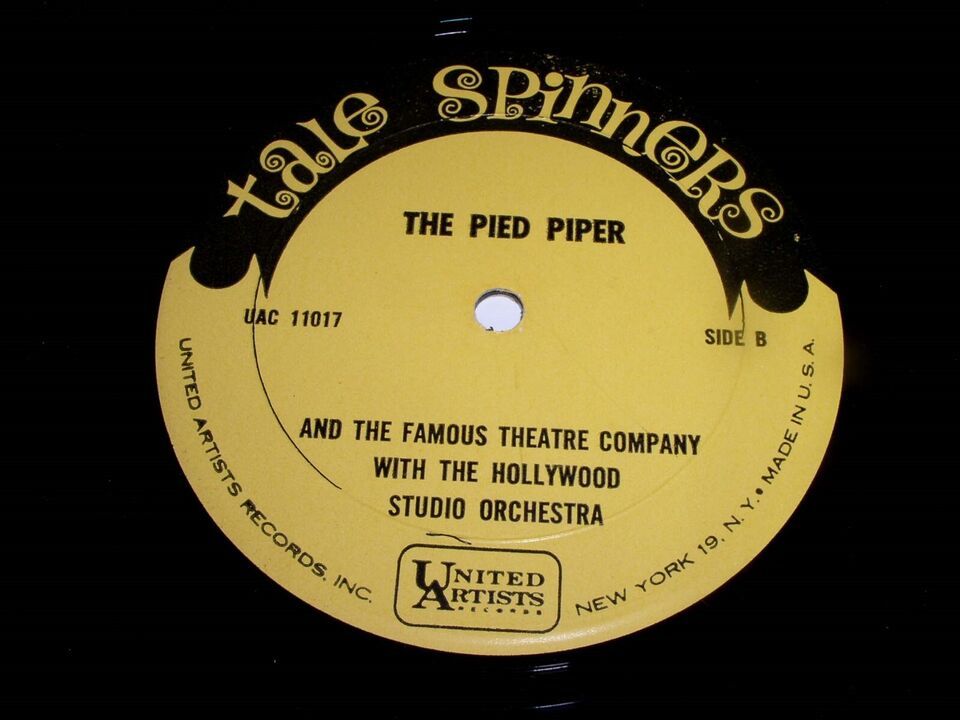 tale spinners
THE PIED PIPER
UAC 11017
SIDE B
AND THE FAMOUS THEATRE COMPANY
WITH THE HOLLYWOOD
STUDIO ORCHESTRA
UNITED ARTISTS RECORDS, INC.
UNITED
ARTISTS
RECORDS
NEW YORK 19, N. Y. • MADE IN U. S. A.